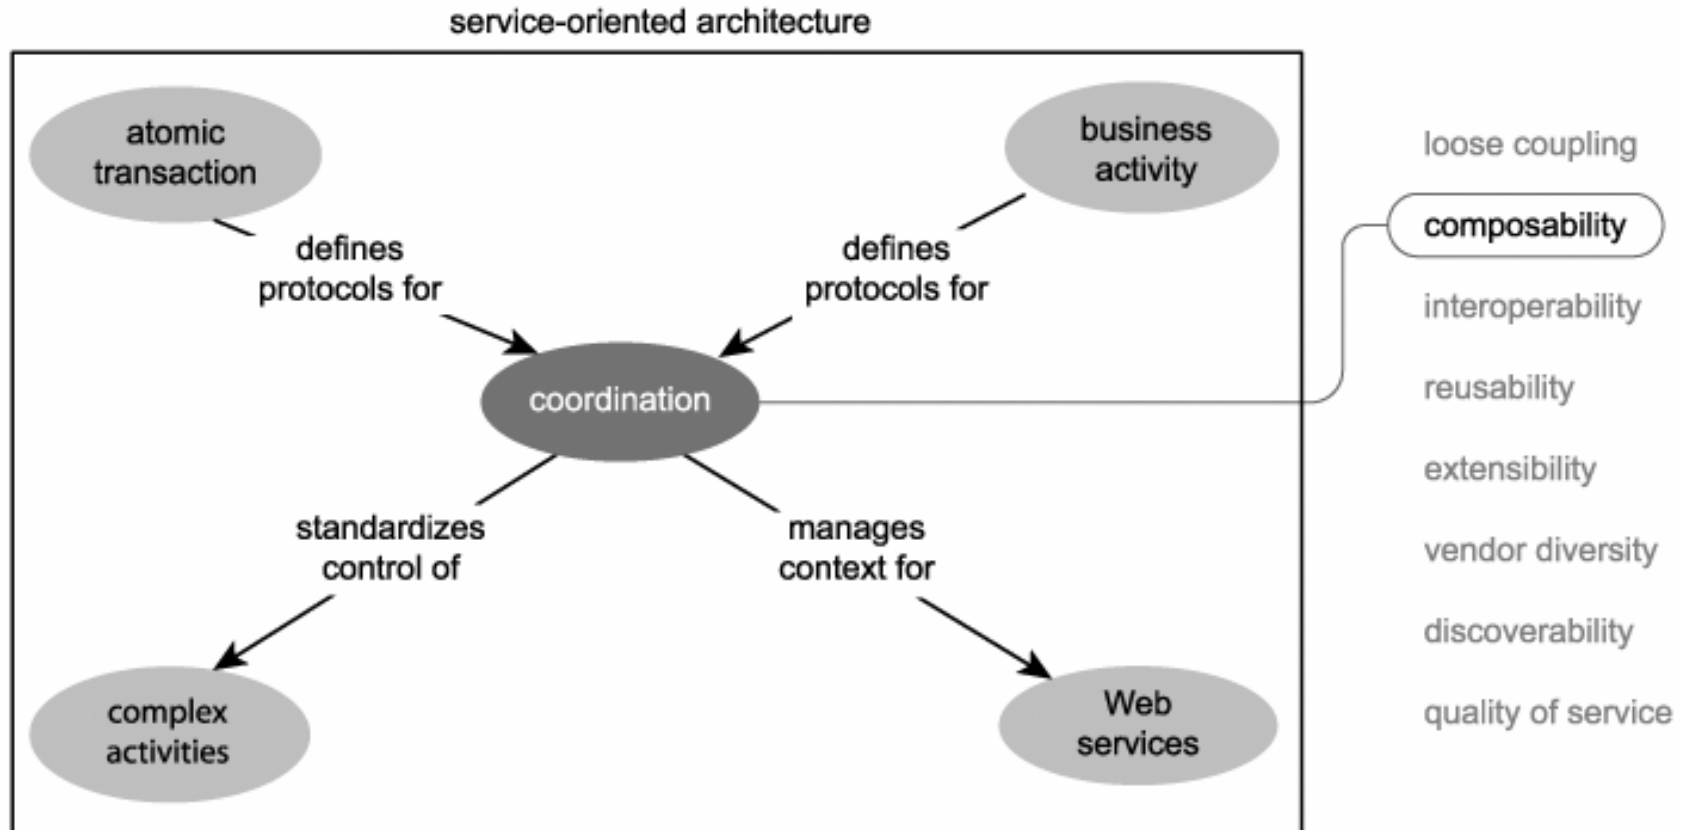 service-oriented architecture
atomic
transaction
business
activity
defines
protocols for
defines
protocols for
coordination
standardizes
control of
manages
context for
complex
activities
Web
services
loose coupling
composability
interoperability
reusability
extensibility
vendor diversity
discoverability
quality of service